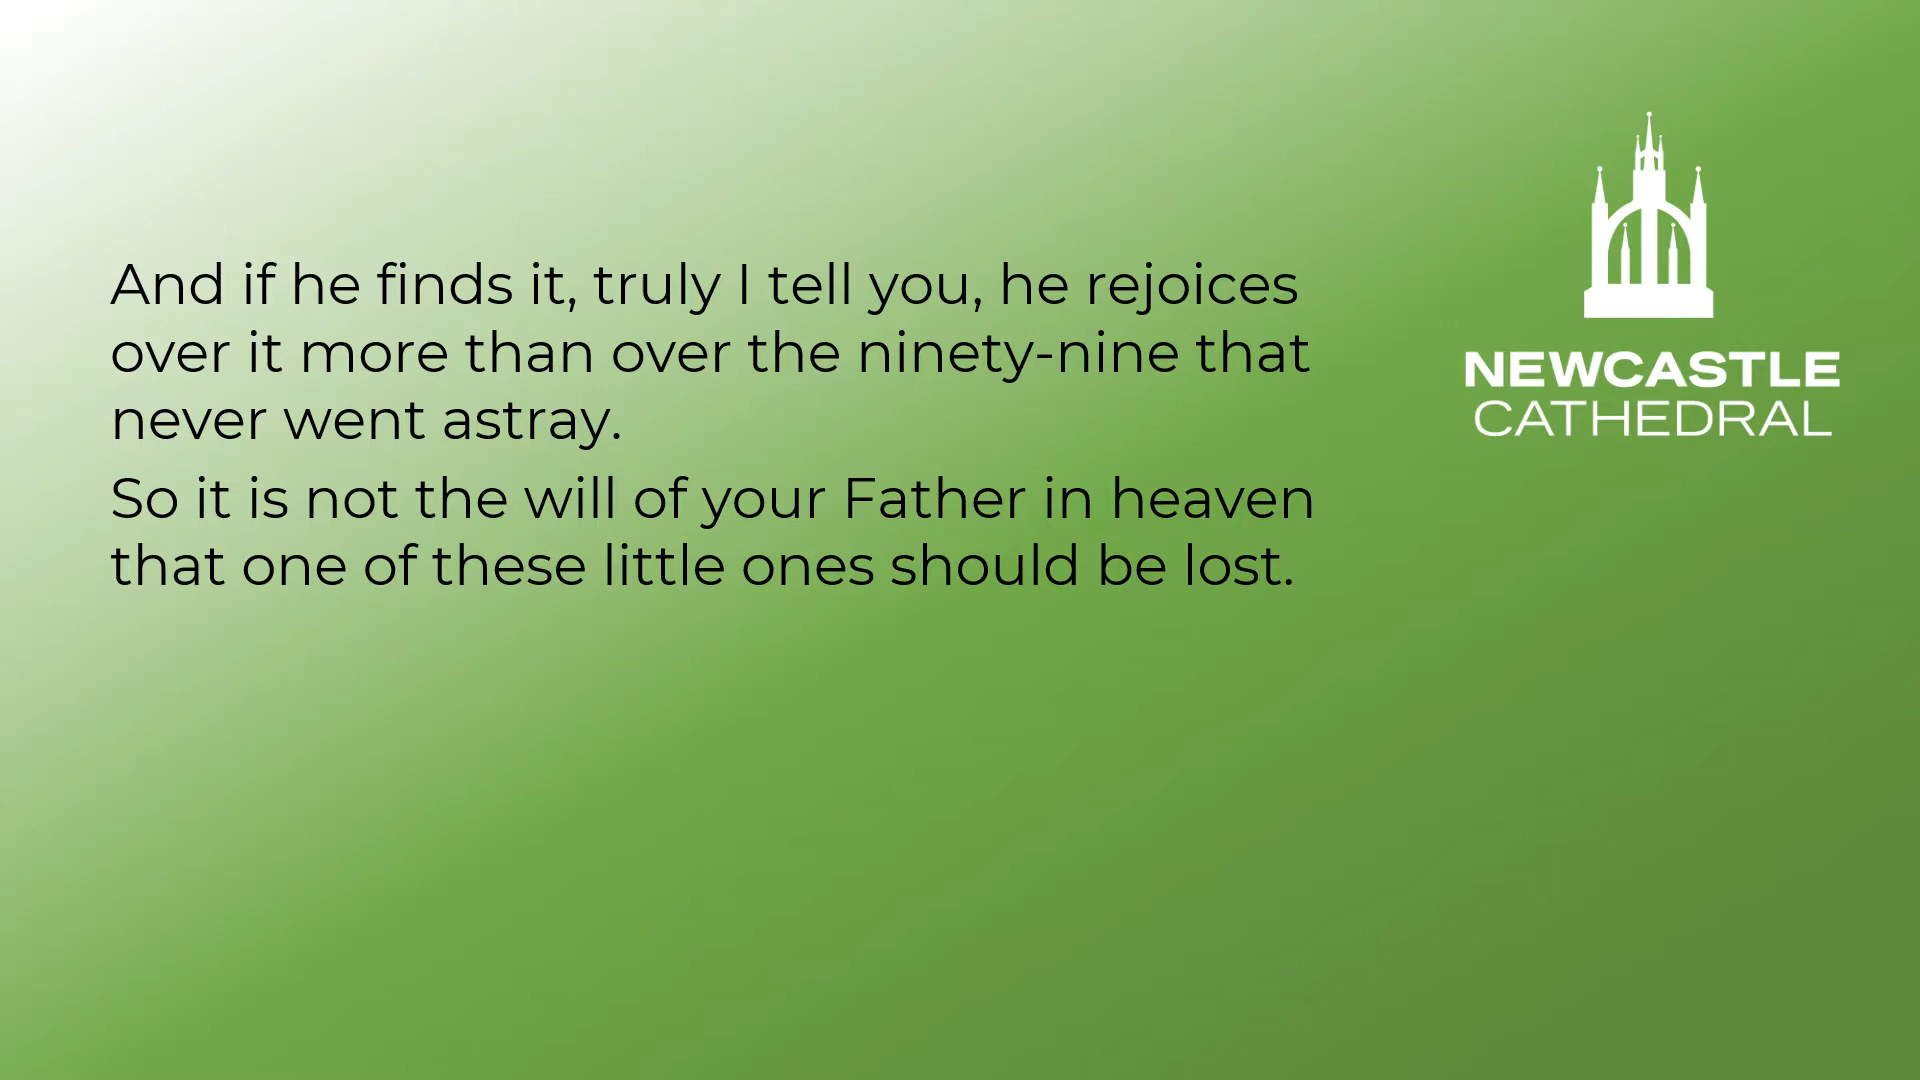 And if he finds it, truly I tell you, he rejoices
over it more than over the ninety-nine that
never went astray.
So it is not the will of your Father in heaven
that one of these little ones should be lost.
NEWCASTLE
CATHEDRAL